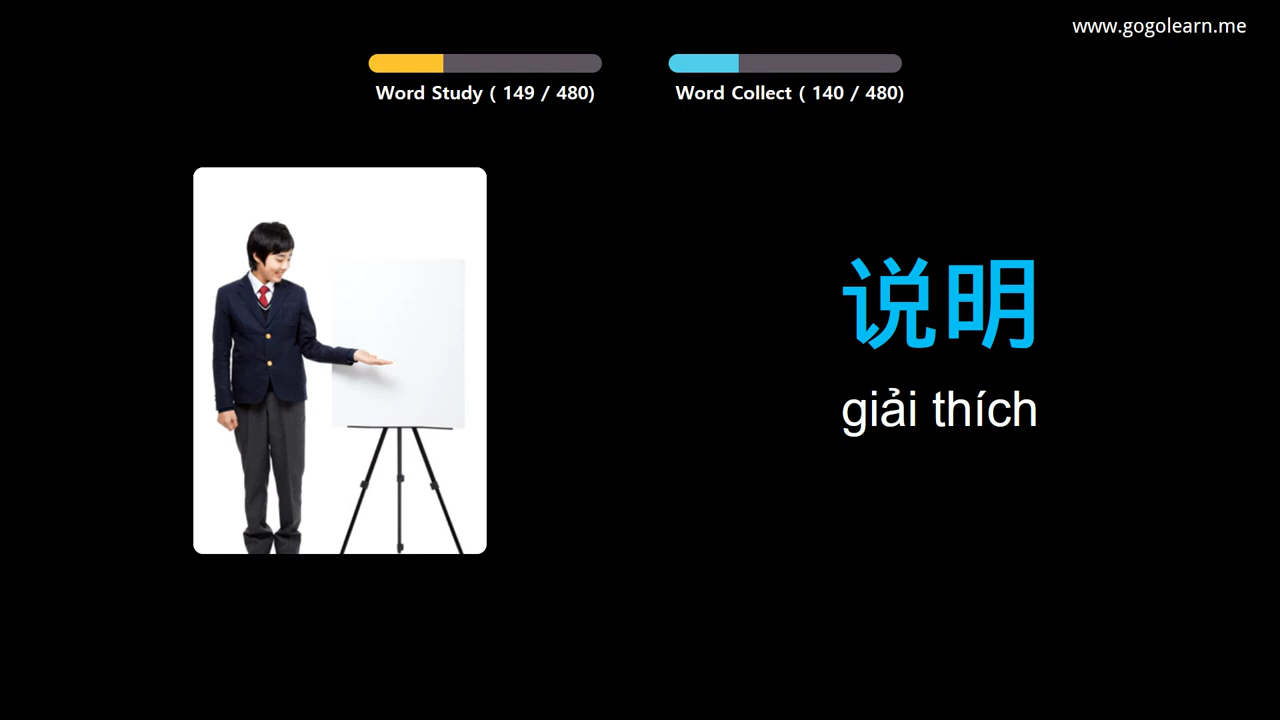 www.gogolearn.me
Word Study ( 149 / 480)
Word Collect ( 140 / 480)
说明
giải thích